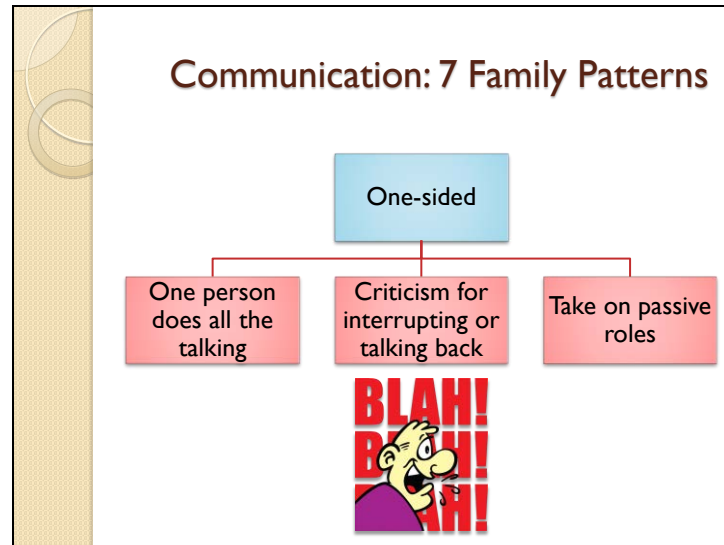 Communication: 7 Family Patterns
One-sided
One person
does all the
talking
Criticism for
interrupting or
talking back
Take on passive
roles
BLAH!
BLAH!
BLAH!